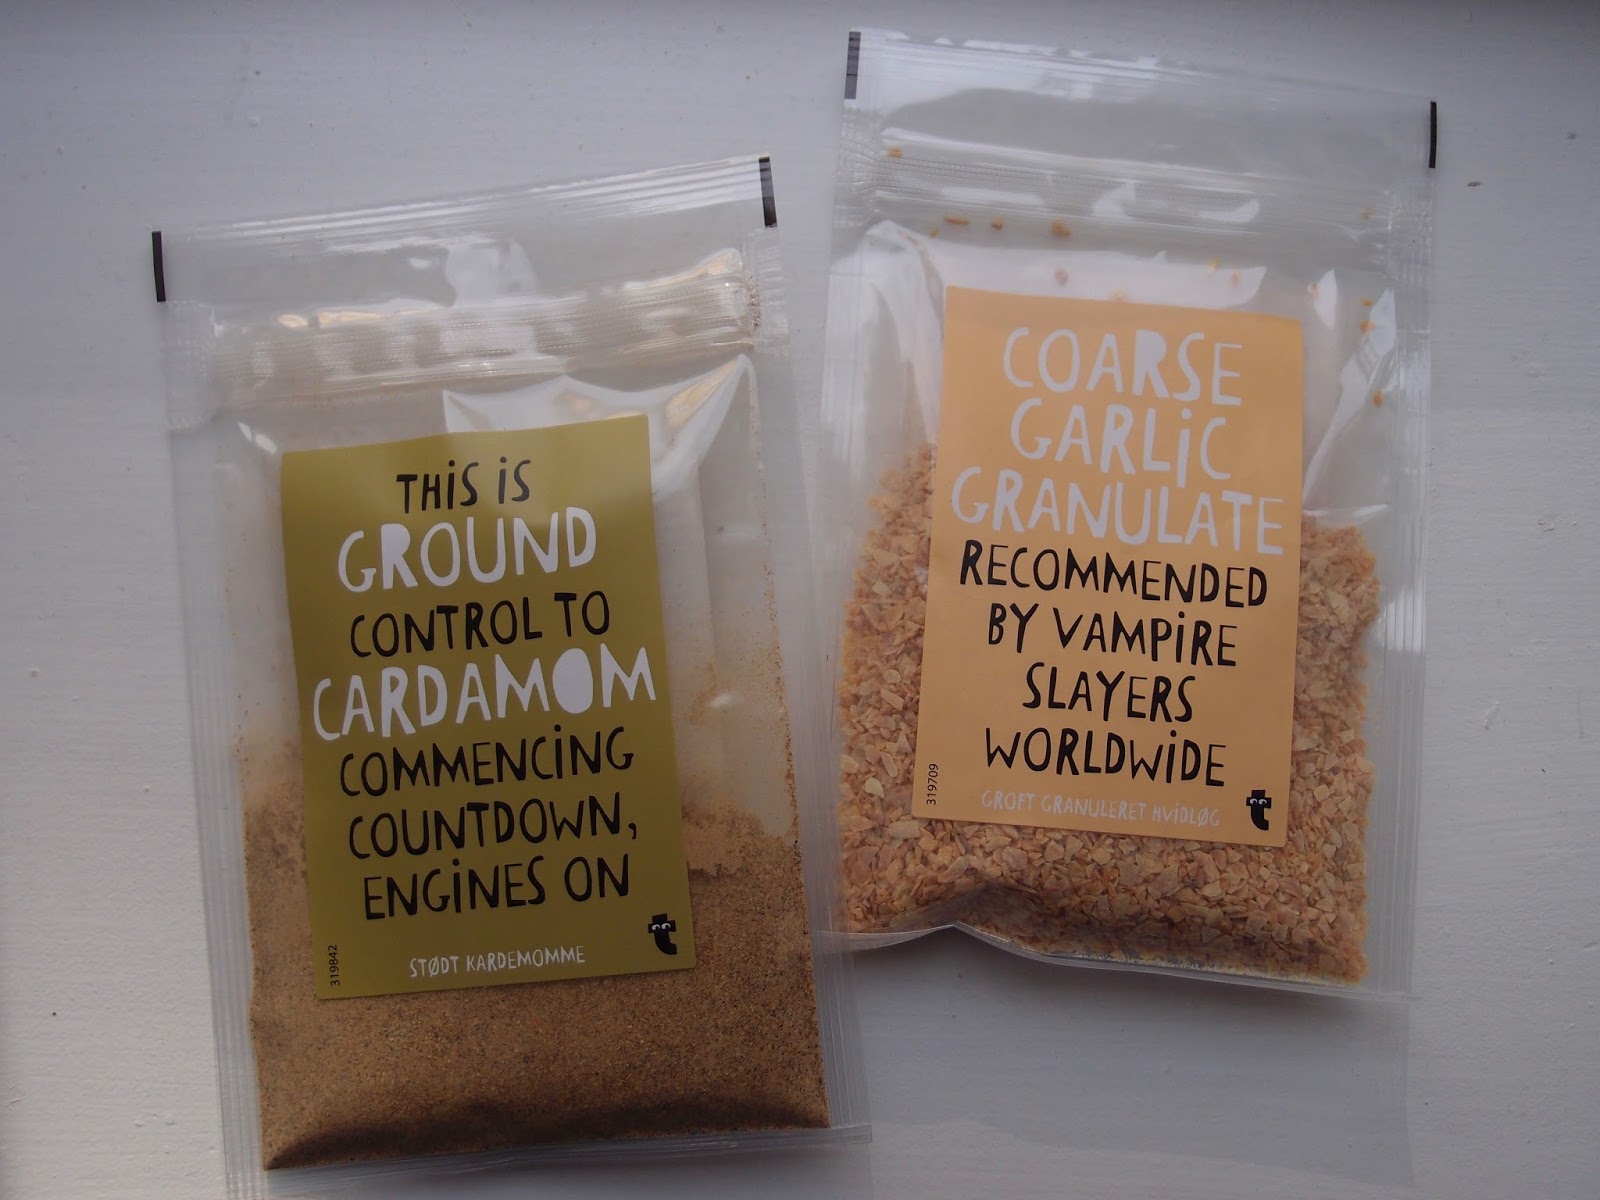 THIS IS
GROUND
CONTROL TO
CARDAMOM
COMMENCING
COUNTDOWN,
ENGINES ON
STØDT KARDEMOMME
319842
COARSE
GARLIC
GRANULATE
RECOMMENDED
BY VAMPIRE
SLAYERS
WORLDWIDE
GROFT GRANULERET HVIDLØG
319709